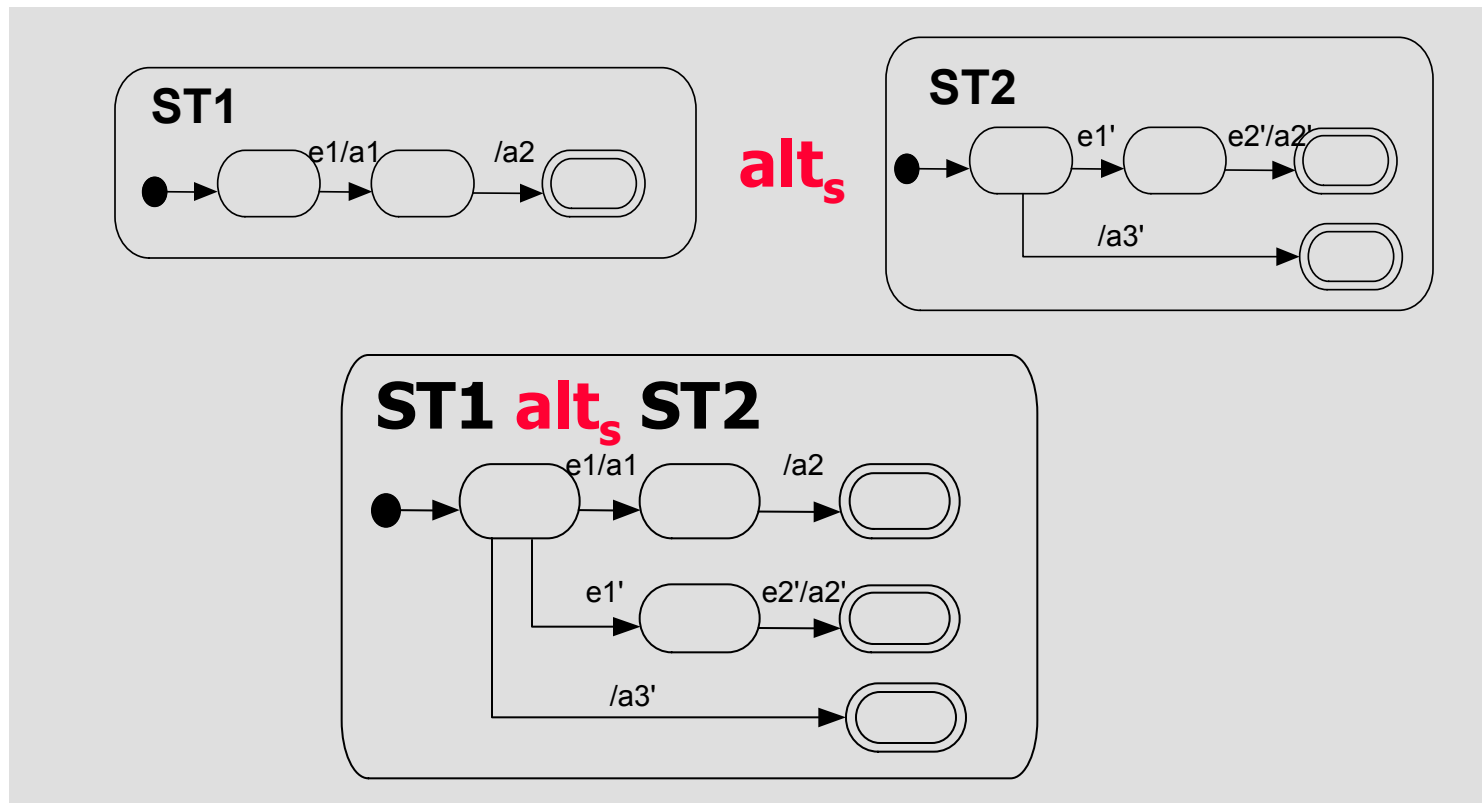 ST1
e1/a1 /a2
alts
ST2
e1' e2'/a2'
/a3'
ST1 alts ST2
e1/a1 /a2
e1' e2'/a2'
/a3'